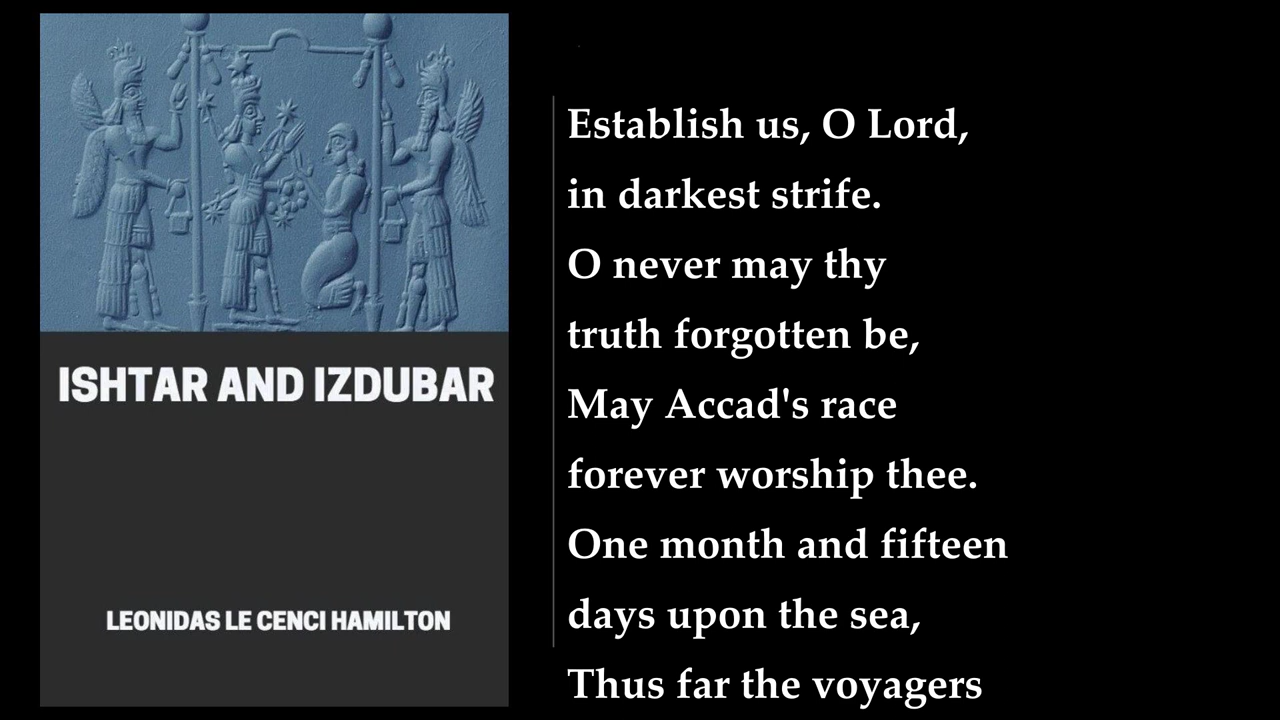 ISHTAR AND IZDUBAR
LEONIDAS LE CENCI HAMILTON
Establish us, O Lord,
in darkest strife.
O never may thy
truth forgotten be,
May Accad's race
forever worship thee.
One month and fifteen
days upon the sea,
Thus far the voyagers